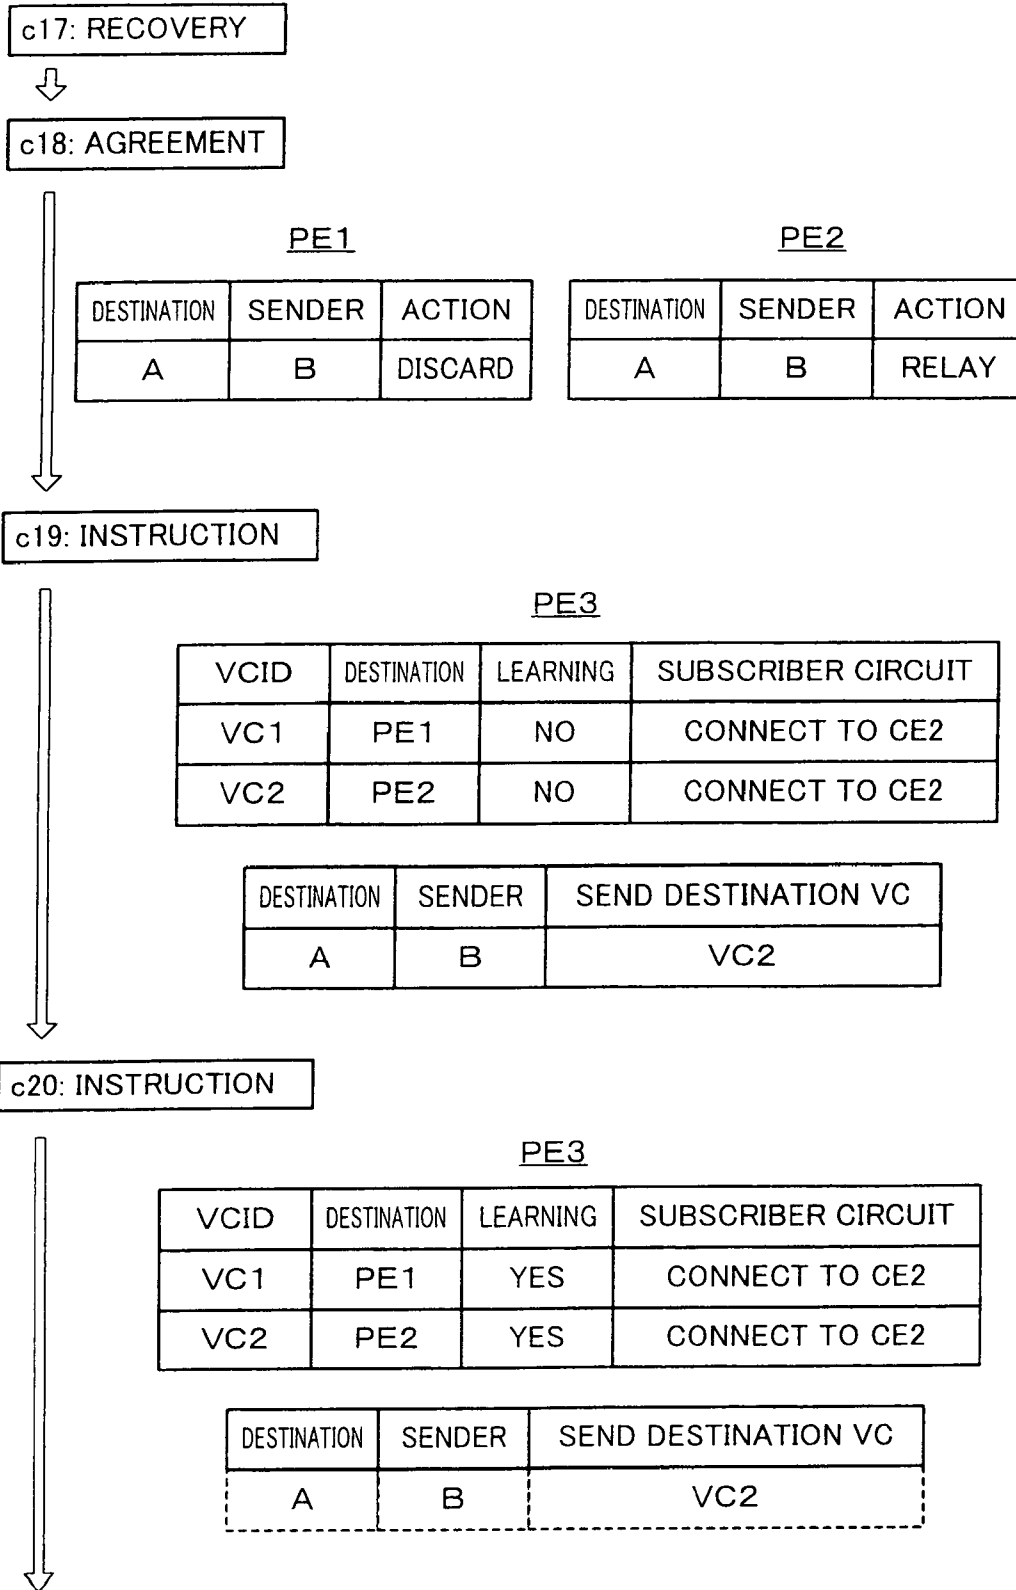 c17: RECOVERY
c18: AGREEMENT
PE1
DESTINATION SENDER ACTION
A B DISCARD
PE2
DESTINATION SENDER ACTION
A B RELAY
c19: INSTRUCTION
PE3
VCID DESTINATION LEARNING SUBSCRIBER CIRCUIT
VC1 PE1 NO CONNECT TO CE2
VC2 PE2 NO CONNECT TO CE2
DESTINATION SENDER SEND DESTINATION VC
A B VC2
c20: INSTRUCTION
PE3
VCID DESTINATION LEARNING SUBSCRIBER CIRCUIT
VC1 PE1 YES CONNECT TO CE2
VC2 PE2 YES CONNECT TO CE2
DESTINATION SENDER SEND DESTINATION VC
A B VC2